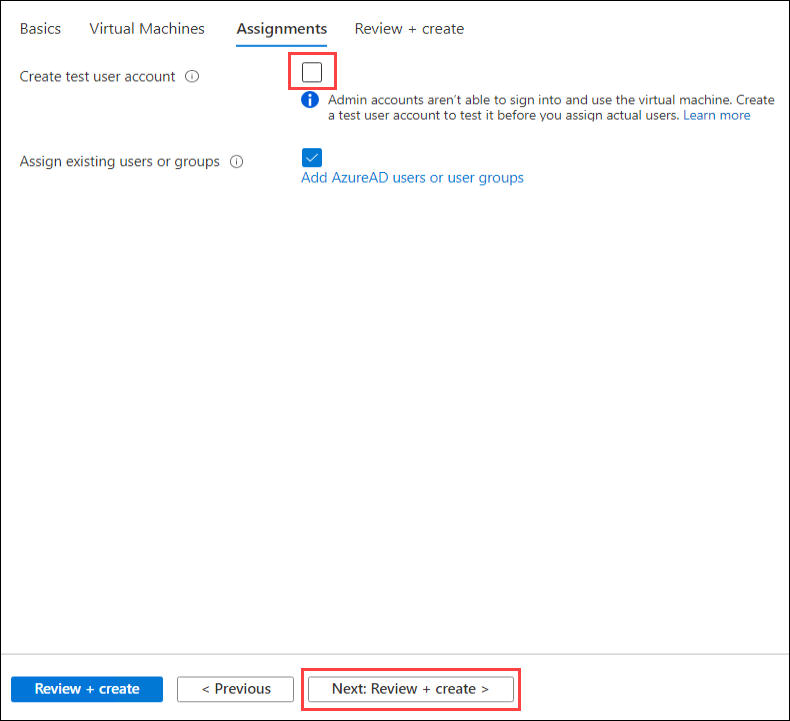 Basics Virtual Machines Assignments Review + create
Create test user account
Admin accounts aren't able to sign into and use the virtual machine. Create
a test user account to test it before you assign actual users. Learn more
Assign existing users or groups
Add AzureAD users or user groups
Review + create < Previous Next: Review + create >